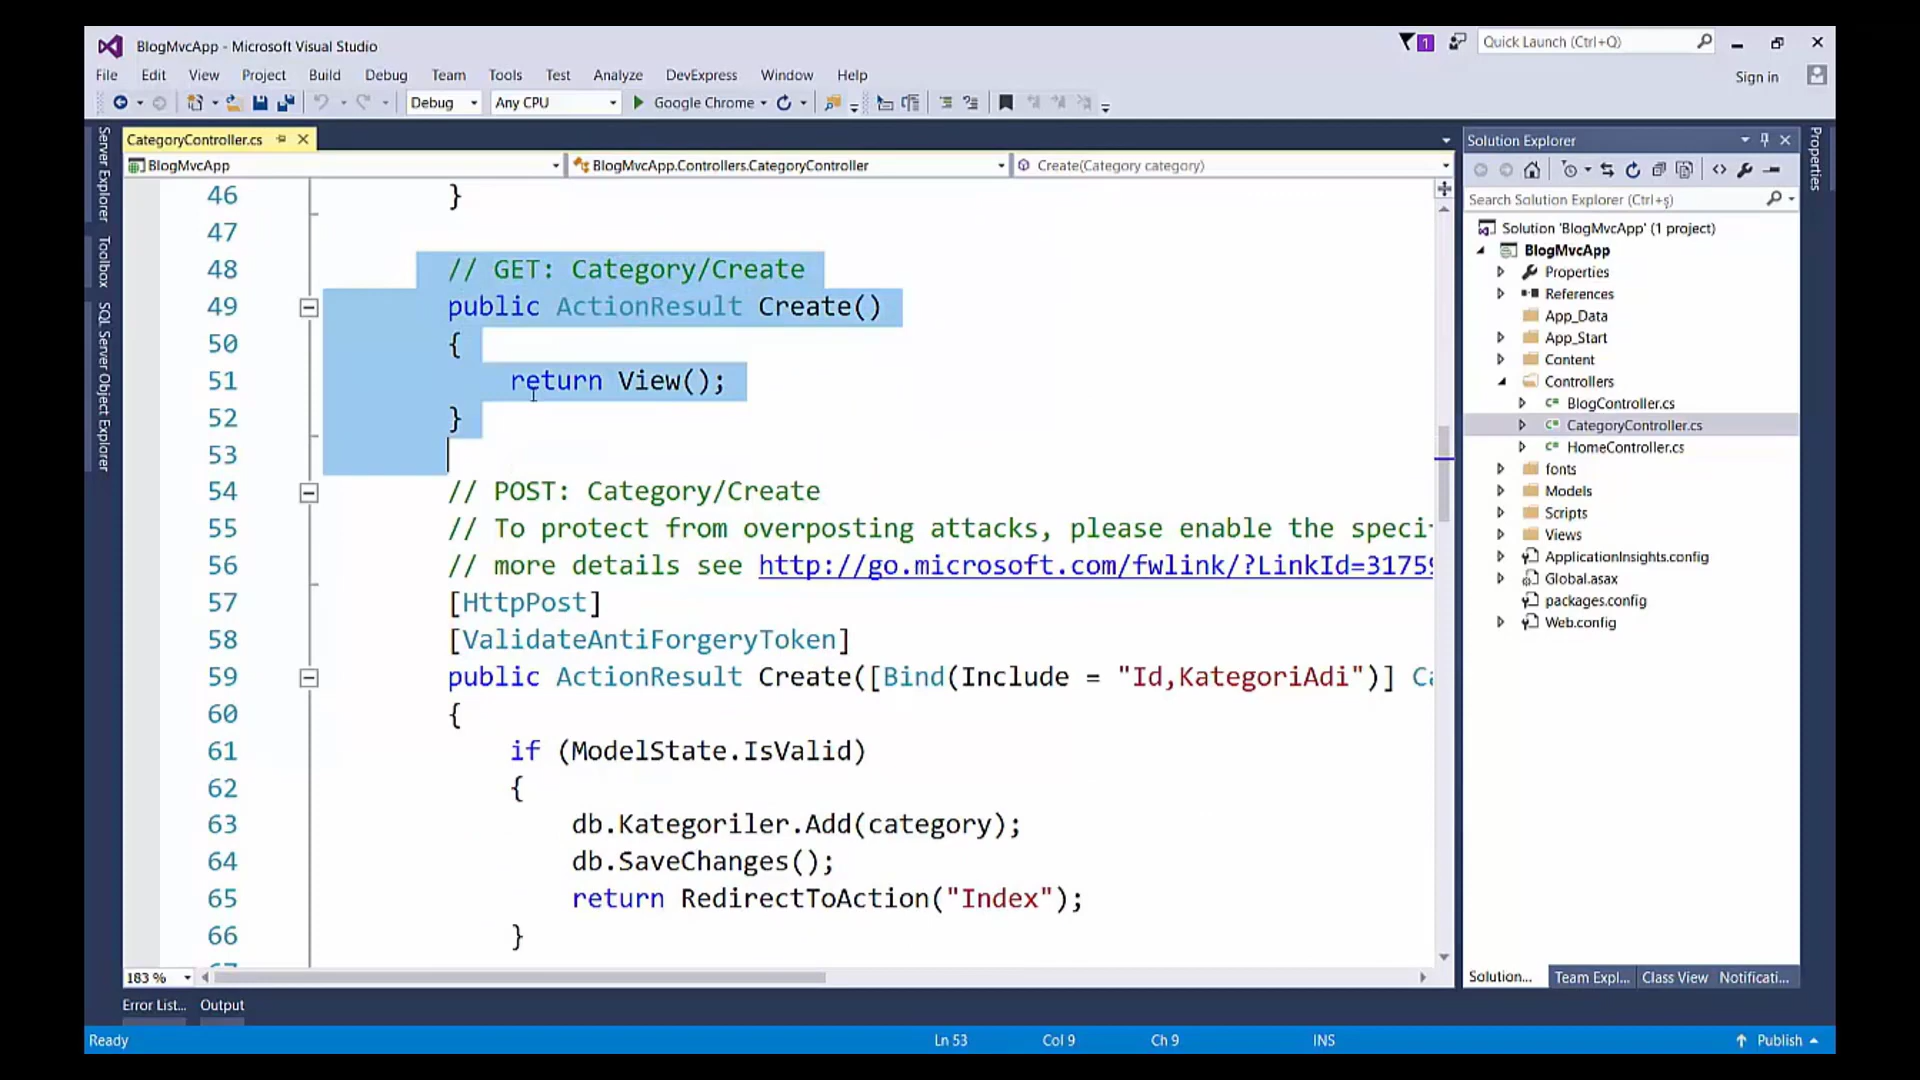 BlogMvcApp - Microsoft Visual Studio
1
Quick Launch (Ctrl+Q)
File Edit View Project Build Debug Team Tools Test Analyze DevExpress Window Help
Sign in
Debug Any CPU Google Chrome
CategoryController.cs
BlogMvcApp
BlogMvcApp.Controllers.CategoryController
Create(Category category)
Server Explorer
Toolbox
SQL Server Object Explorer
46 }
47
48 // GET: Category/Create
49 public ActionResult Create()
50 {
51 return View();
52 }
53
54 // POST: Category/Create
55 // To protect from overposting attacks, please enable the speci
56 // more details see http://go.microsoft.com/fwlink/?LinkId=3175
57 [HttpPost]
58 [ValidateAntiForgeryToken]
59 public ActionResult Create([Bind(Include = "Id,KategoriAdi")] Ca
60 {
61 if (ModelState.IsValid)
62 {
63 db.Kategoriler.Add(category);
64 db.SaveChanges();
65 return RedirectToAction("Index");
66 }
183 %
Solution Explorer
Search Solution Explorer (Ctrl+ş)
Solution 'BlogMvcApp' (1 project)
BlogMvcApp
Properties
References
App_Data
App_Start
Content
Controllers
BlogController.cs
CategoryController.cs
HomeController.cs
fonts
Models
Scripts
Views
ApplicationInsights.config
Global.asax
packages.config
Web.config
Solution... Team Expl... Class View Notificati...
Properties
Error List... Output
Ready Ln 53 Col 9 Ch 9 INS Publish